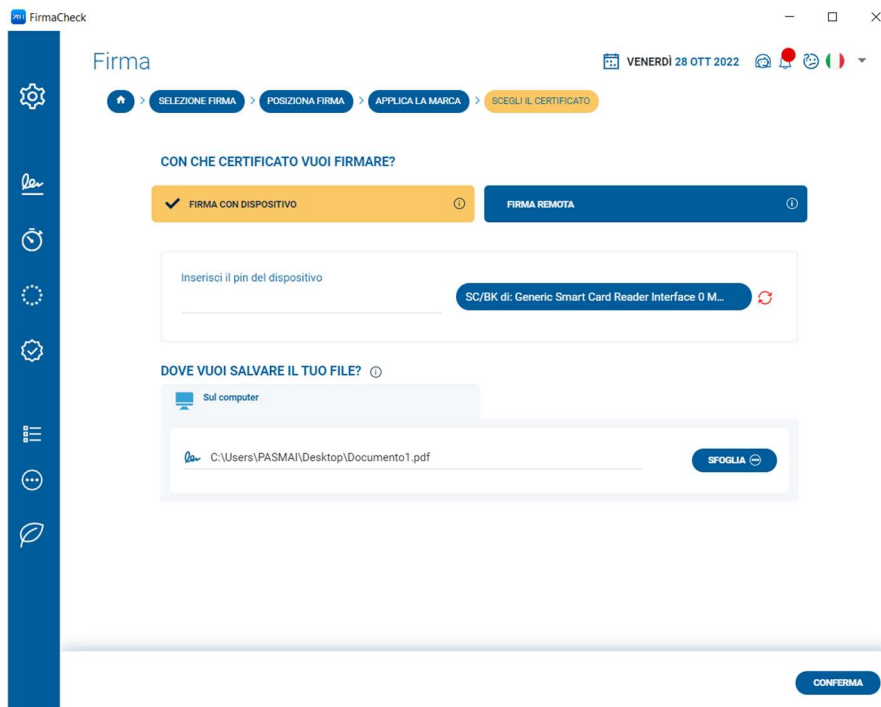 FirmaCheck
Firma
VENERDÌ 28 OTT 2022
SELEZIONE FIRMA > POSIZIONA FIRMA > APPLICA LA MARCA > SCEGLI IL CERTIFICATO
CON CHE CERTIFICATO VUOI FIRMARE?
FIRMA CON DISPOSITIVO
FIRMA REMOTA
Inserisci il pin del dispositivo
SC/BK di: Generic Smart Card Reader Interface 0 M...
DOVE VUOI SALVARE IL TUO FILE?
Sul computer
C:\Users\PASMAI\Desktop\Documento1.pdf
SFOGLIA
CONFERMA